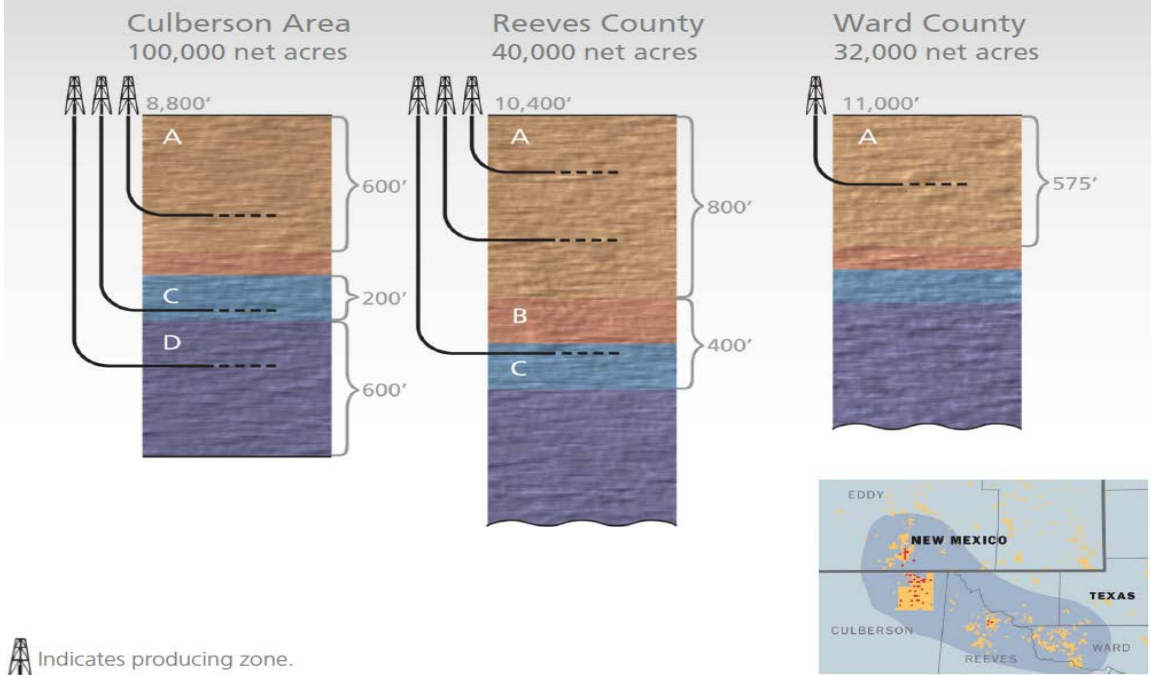 Culberson Area
100,000 net acres
8,800’
A
600’
C
200’
D
600’
Reeves County
40,000 net acres
10,400’
A
800’
B
400’
C
Ward County
32,000 net acres
11,000’
A
575’
EDDY
NEW MEXICO
TEXAS
CULBERSON
REEVES
WARD
Indicates producing zone.